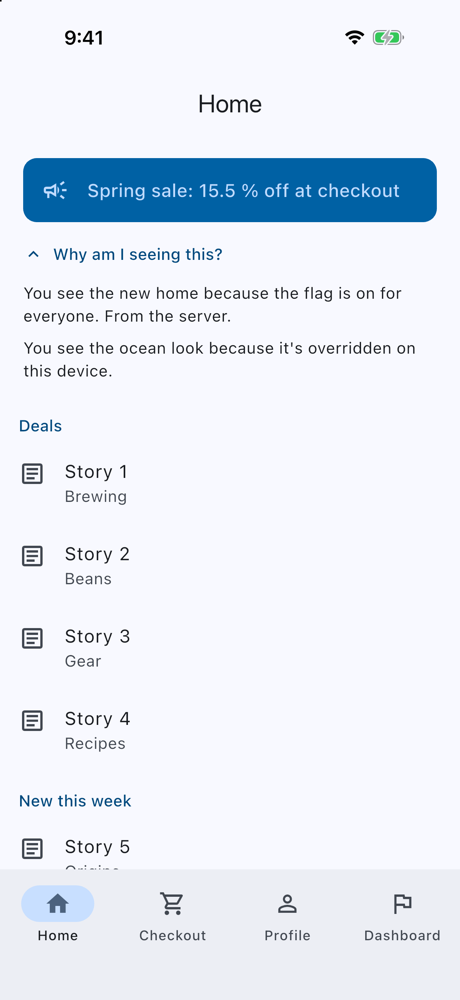 9:41
Home
Spring sale: 15.5 % off at checkout
Why am I seeing this?
You see the new home because the flag is on for
everyone. From the server.
You see the ocean look because it's overridden on
this device.
Deals
Story 1
Brewing
Story 2
Beans
Story 3
Gear
Story 4
Recipes
New this week
Story 5
Home
Checkout
Profile
Dashboard